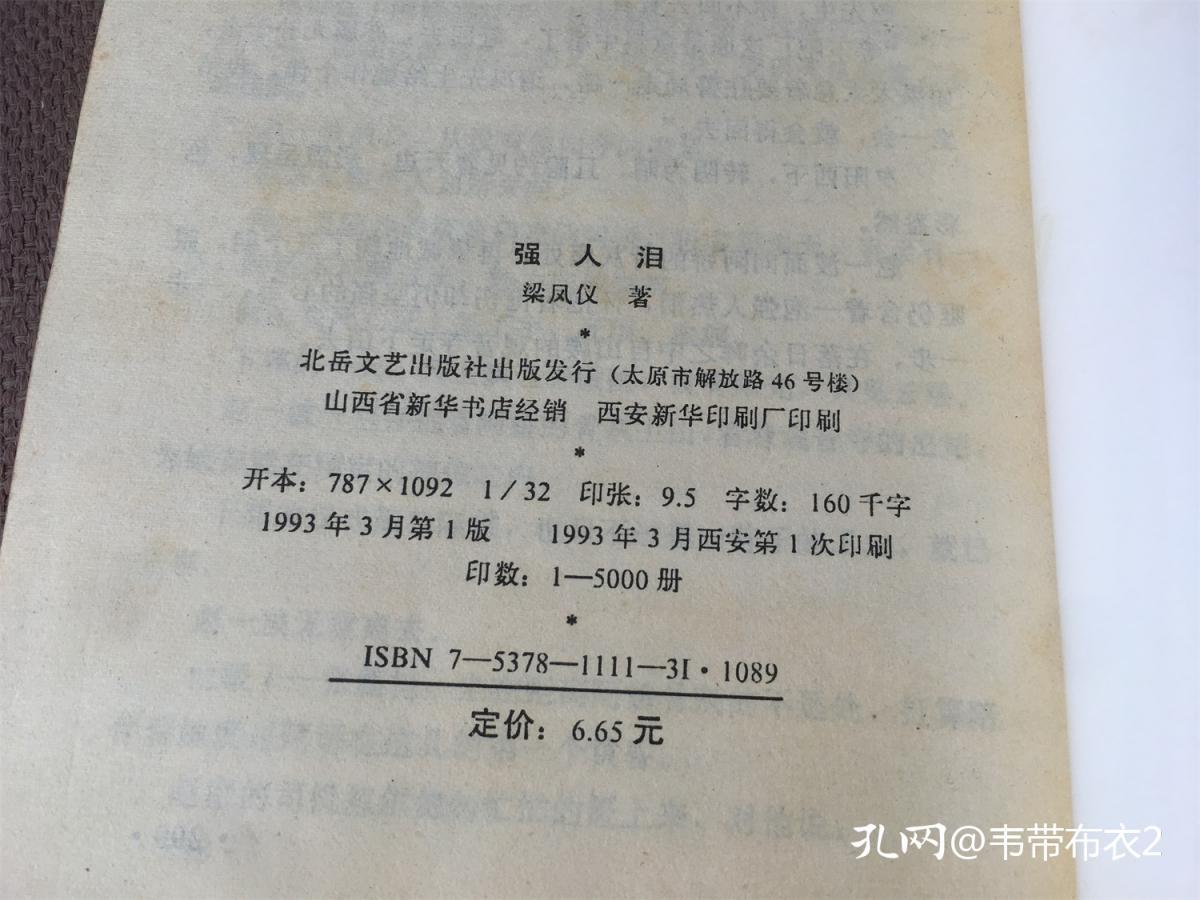 强人泪
梁凤仪 著
*
北岳文艺出版社出版发行(太原市解放路46号楼)
山西省新华书店经销 西安新华印刷厂印刷
*
开本:787×1092 1/32 印张:9.5 字数:160千字
1993年3月第1版 1993年3月西安第1次印刷
印数:1—5000册
*
ISBN 7—5378—1111—3I·1089
定价:6.65元
孔网@韦带布衣2